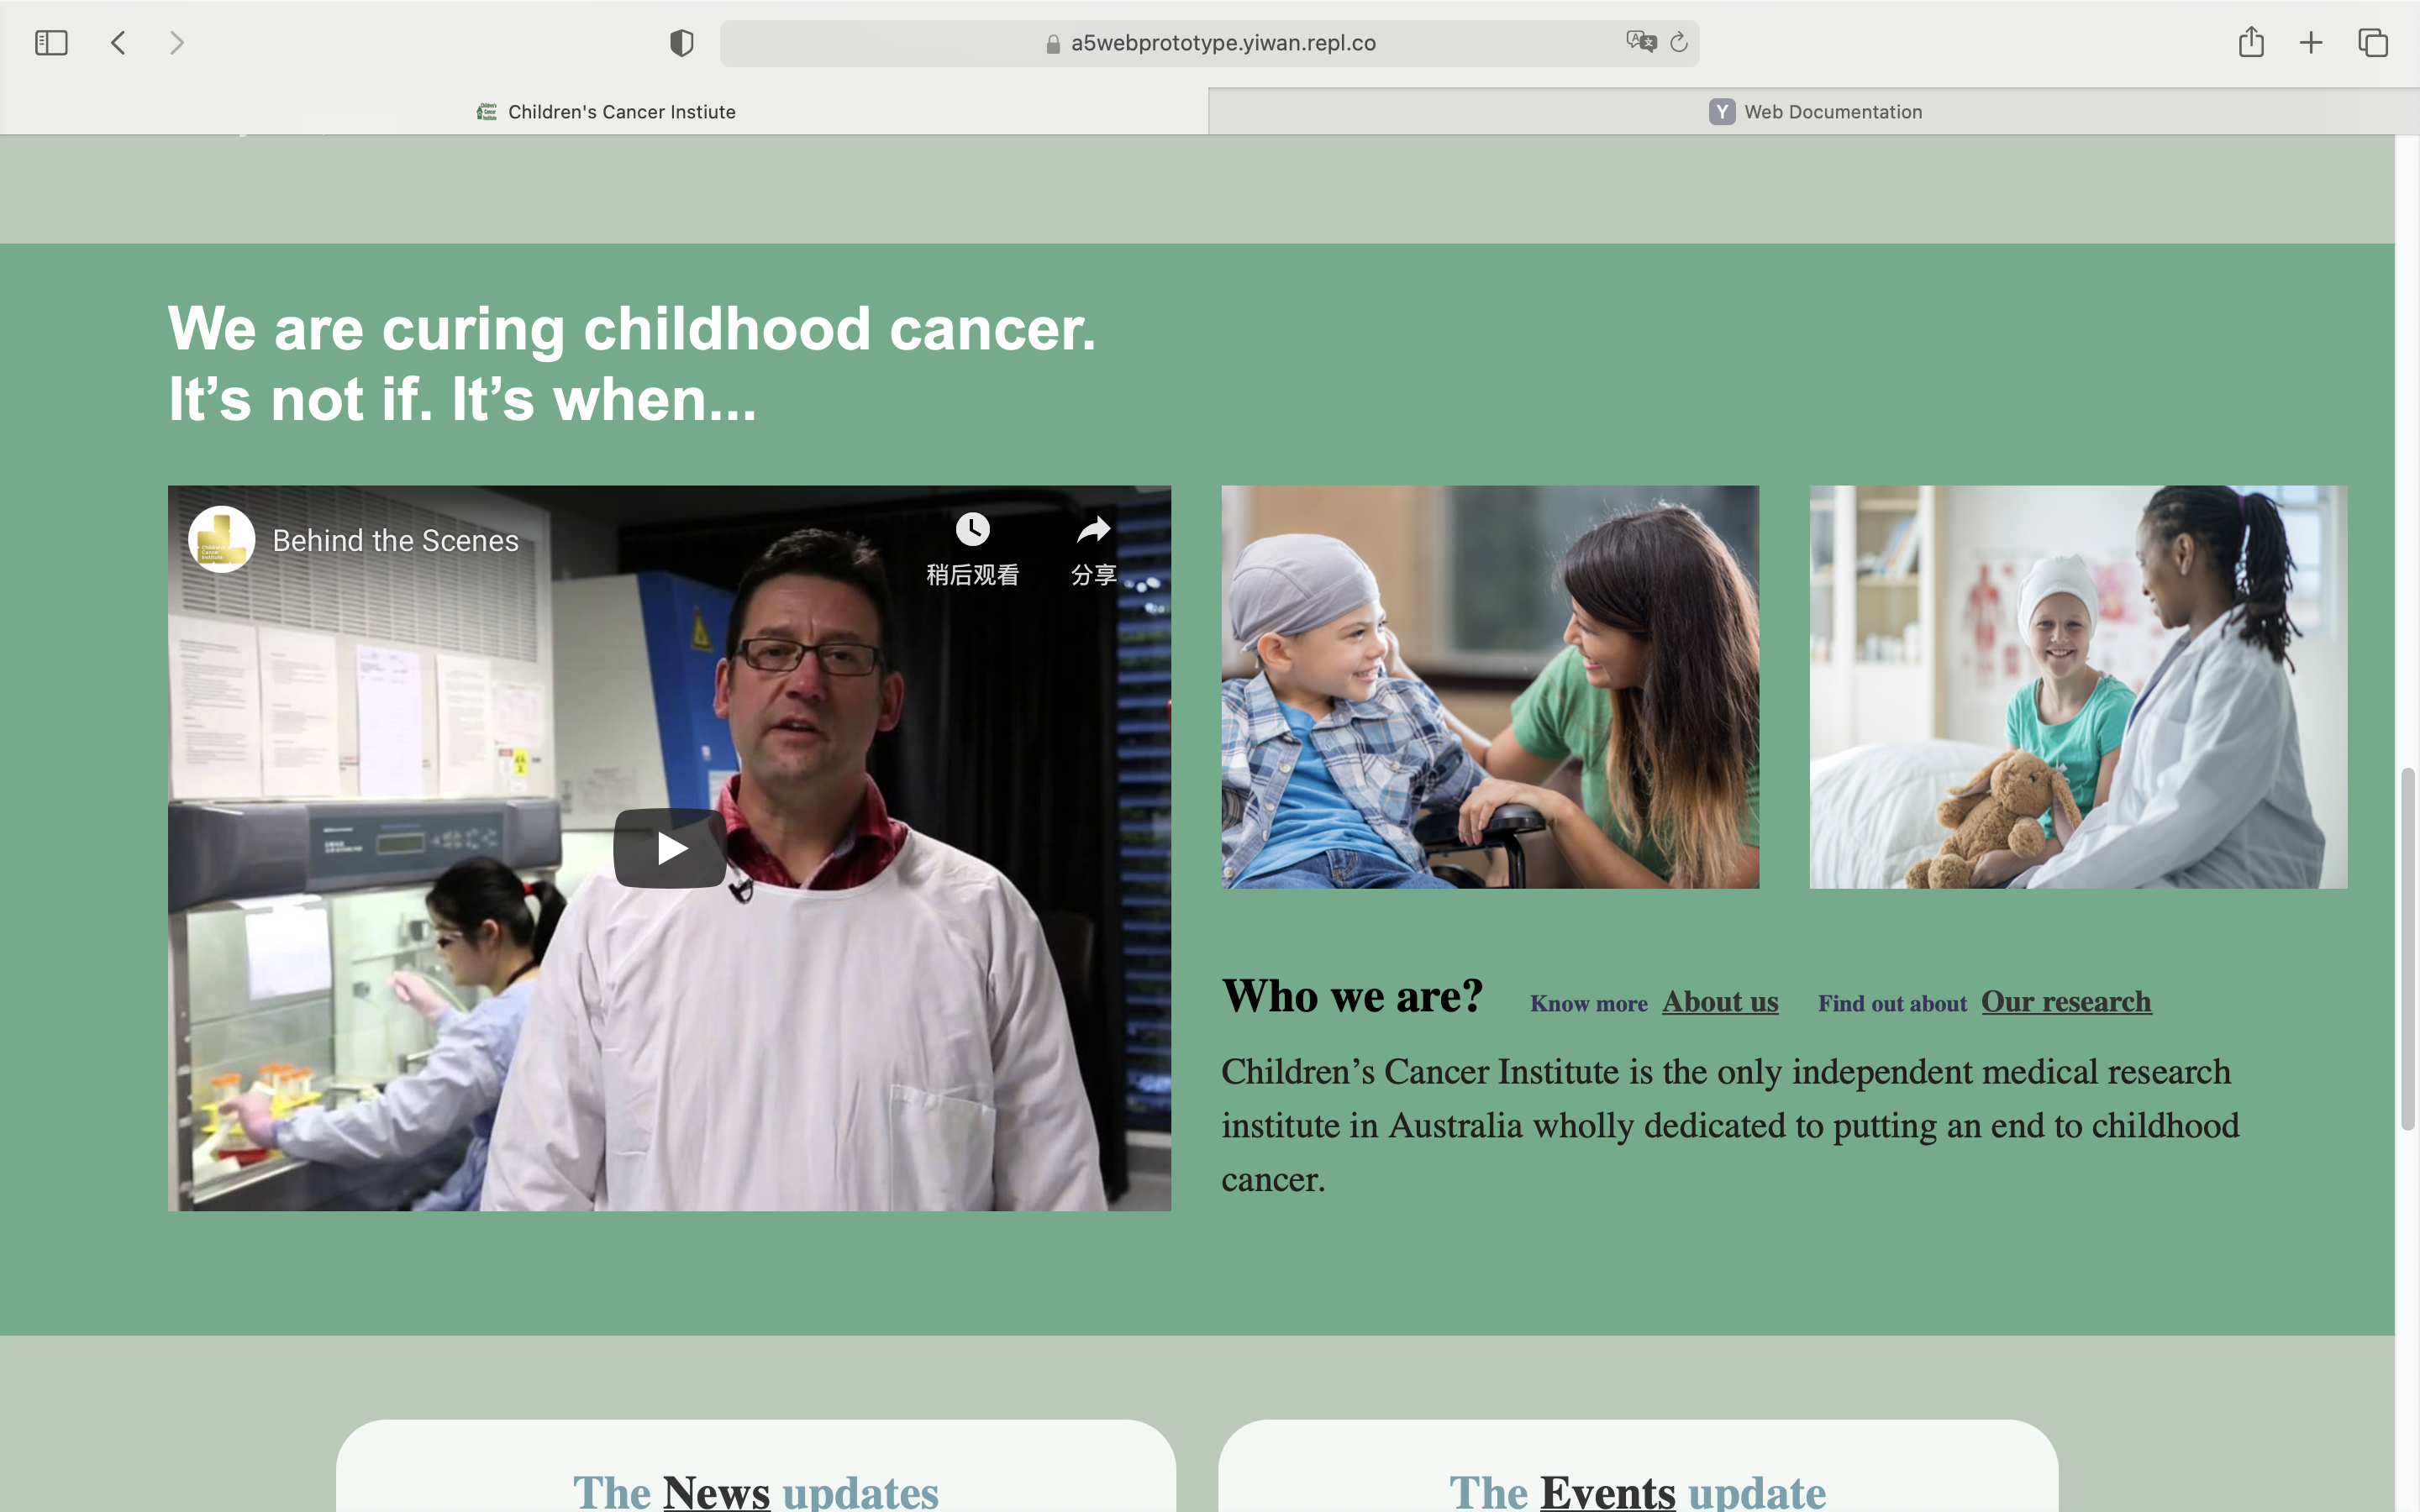 a5webprototype.yiwan.repl.co
Children's Cancer Instiute
Y Web Documentation
We are curing childhood cancer.
It’s not if. It’s when...
Children's
Cancer
Institute
Behind the Scenes
稍后观看
分享
Who we are? Know more About us Find out about Our research
Children’s Cancer Institute is the only independent medical research
institute in Australia wholly dedicated to putting an end to childhood
cancer.
The News updates
The Events update